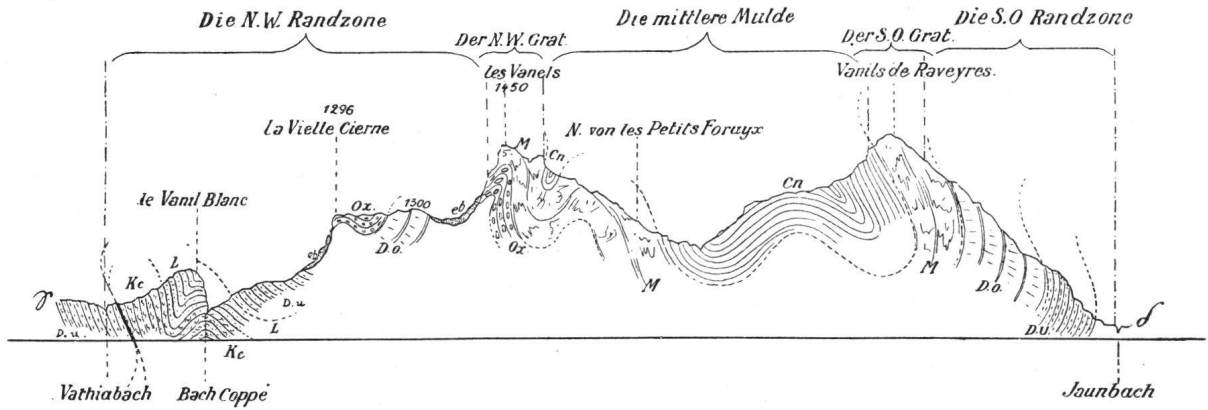 Die N.W. Randzone
Die mittlere Mulde
Die S.O Randzone
Der N.W. Grat.
Der S.O. Grat.
les Vanels
1450
Vanils de Raveyres.
1296
la Vielle Cierne
N. von les Petits Foruyx
le Vanil Blanc
M
Cn
Cn
Ox.
1300
eb
D.o.
Ox
eb
L
Kc
D.u
M
M
D.o.
γ
D.u.
L
D.U
δ
Kc
Vathiabach
Bach Coppé
Jaunbach